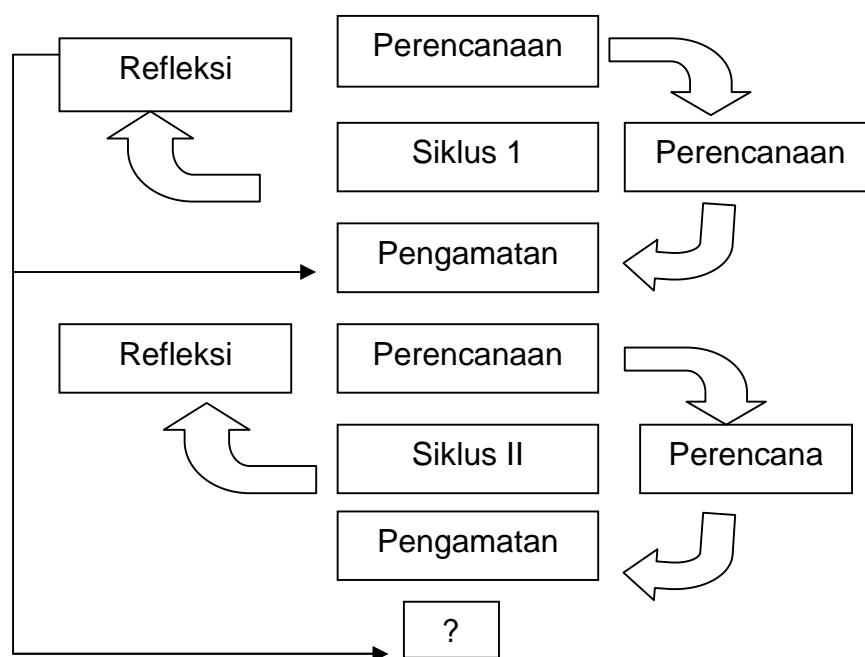 Perencanaan
Refleksi
Siklus 1
Perencanaan
Pengamatan
Refleksi
Perencanaan
Siklus II
Perencana
Pengamatan
?